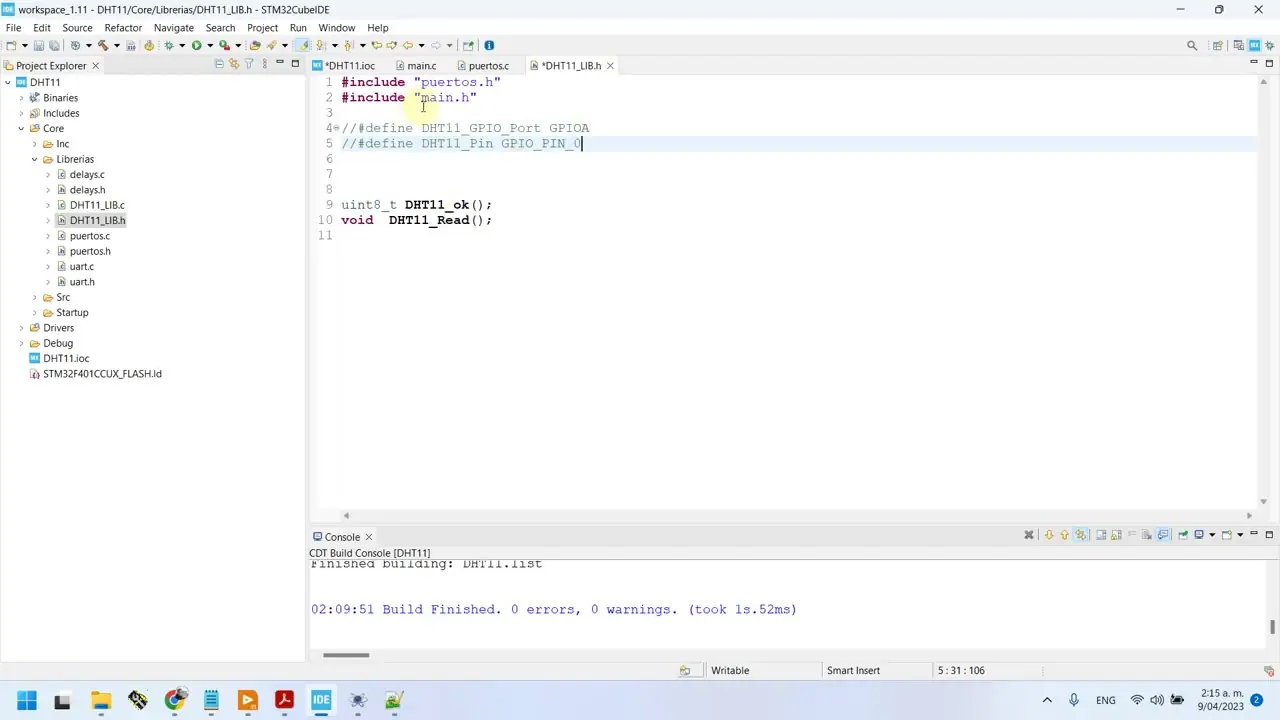 IDE workspace_1.11 - DHT11/Core/Librerias/DHT11_LIB.h - STM32CubeIDE
File Edit Source Refactor Navigate Search Project Run Window Help
Project Explorer
*DHT11.ioc
main.c
puertos.c
*DHT11_LIB.h
DHT11
Binaries
Includes
Core
Inc
Librerias
delays.c
delays.h
DHT11_LIB.c
DHT11_LIB.h
puertos.c
puertos.h
uart.c
uart.h
Src
Startup
Drivers
Debug
MX DHT11.ioc
STM32F401CCUX_FLASH.ld
1 #include "puertos.h"
2 #include "main.h"
3
4 //#define DHT11_GPIO_Port GPIOA
5 //#define DHT11_Pin GPIO_PIN_0
6
7
8
9 uint8_t DHT11_ok();
10 void DHT11_Read();
11
Console
CDT Build Console [DHT11]
Finished building: DHT11.list
02:09:51 Build Finished. 0 errors, 0 warnings. (took 1s.52ms)
Writable
Smart Insert
5 : 31 : 106
IDE
ENG
2:15 a. m.
9/04/2023
2